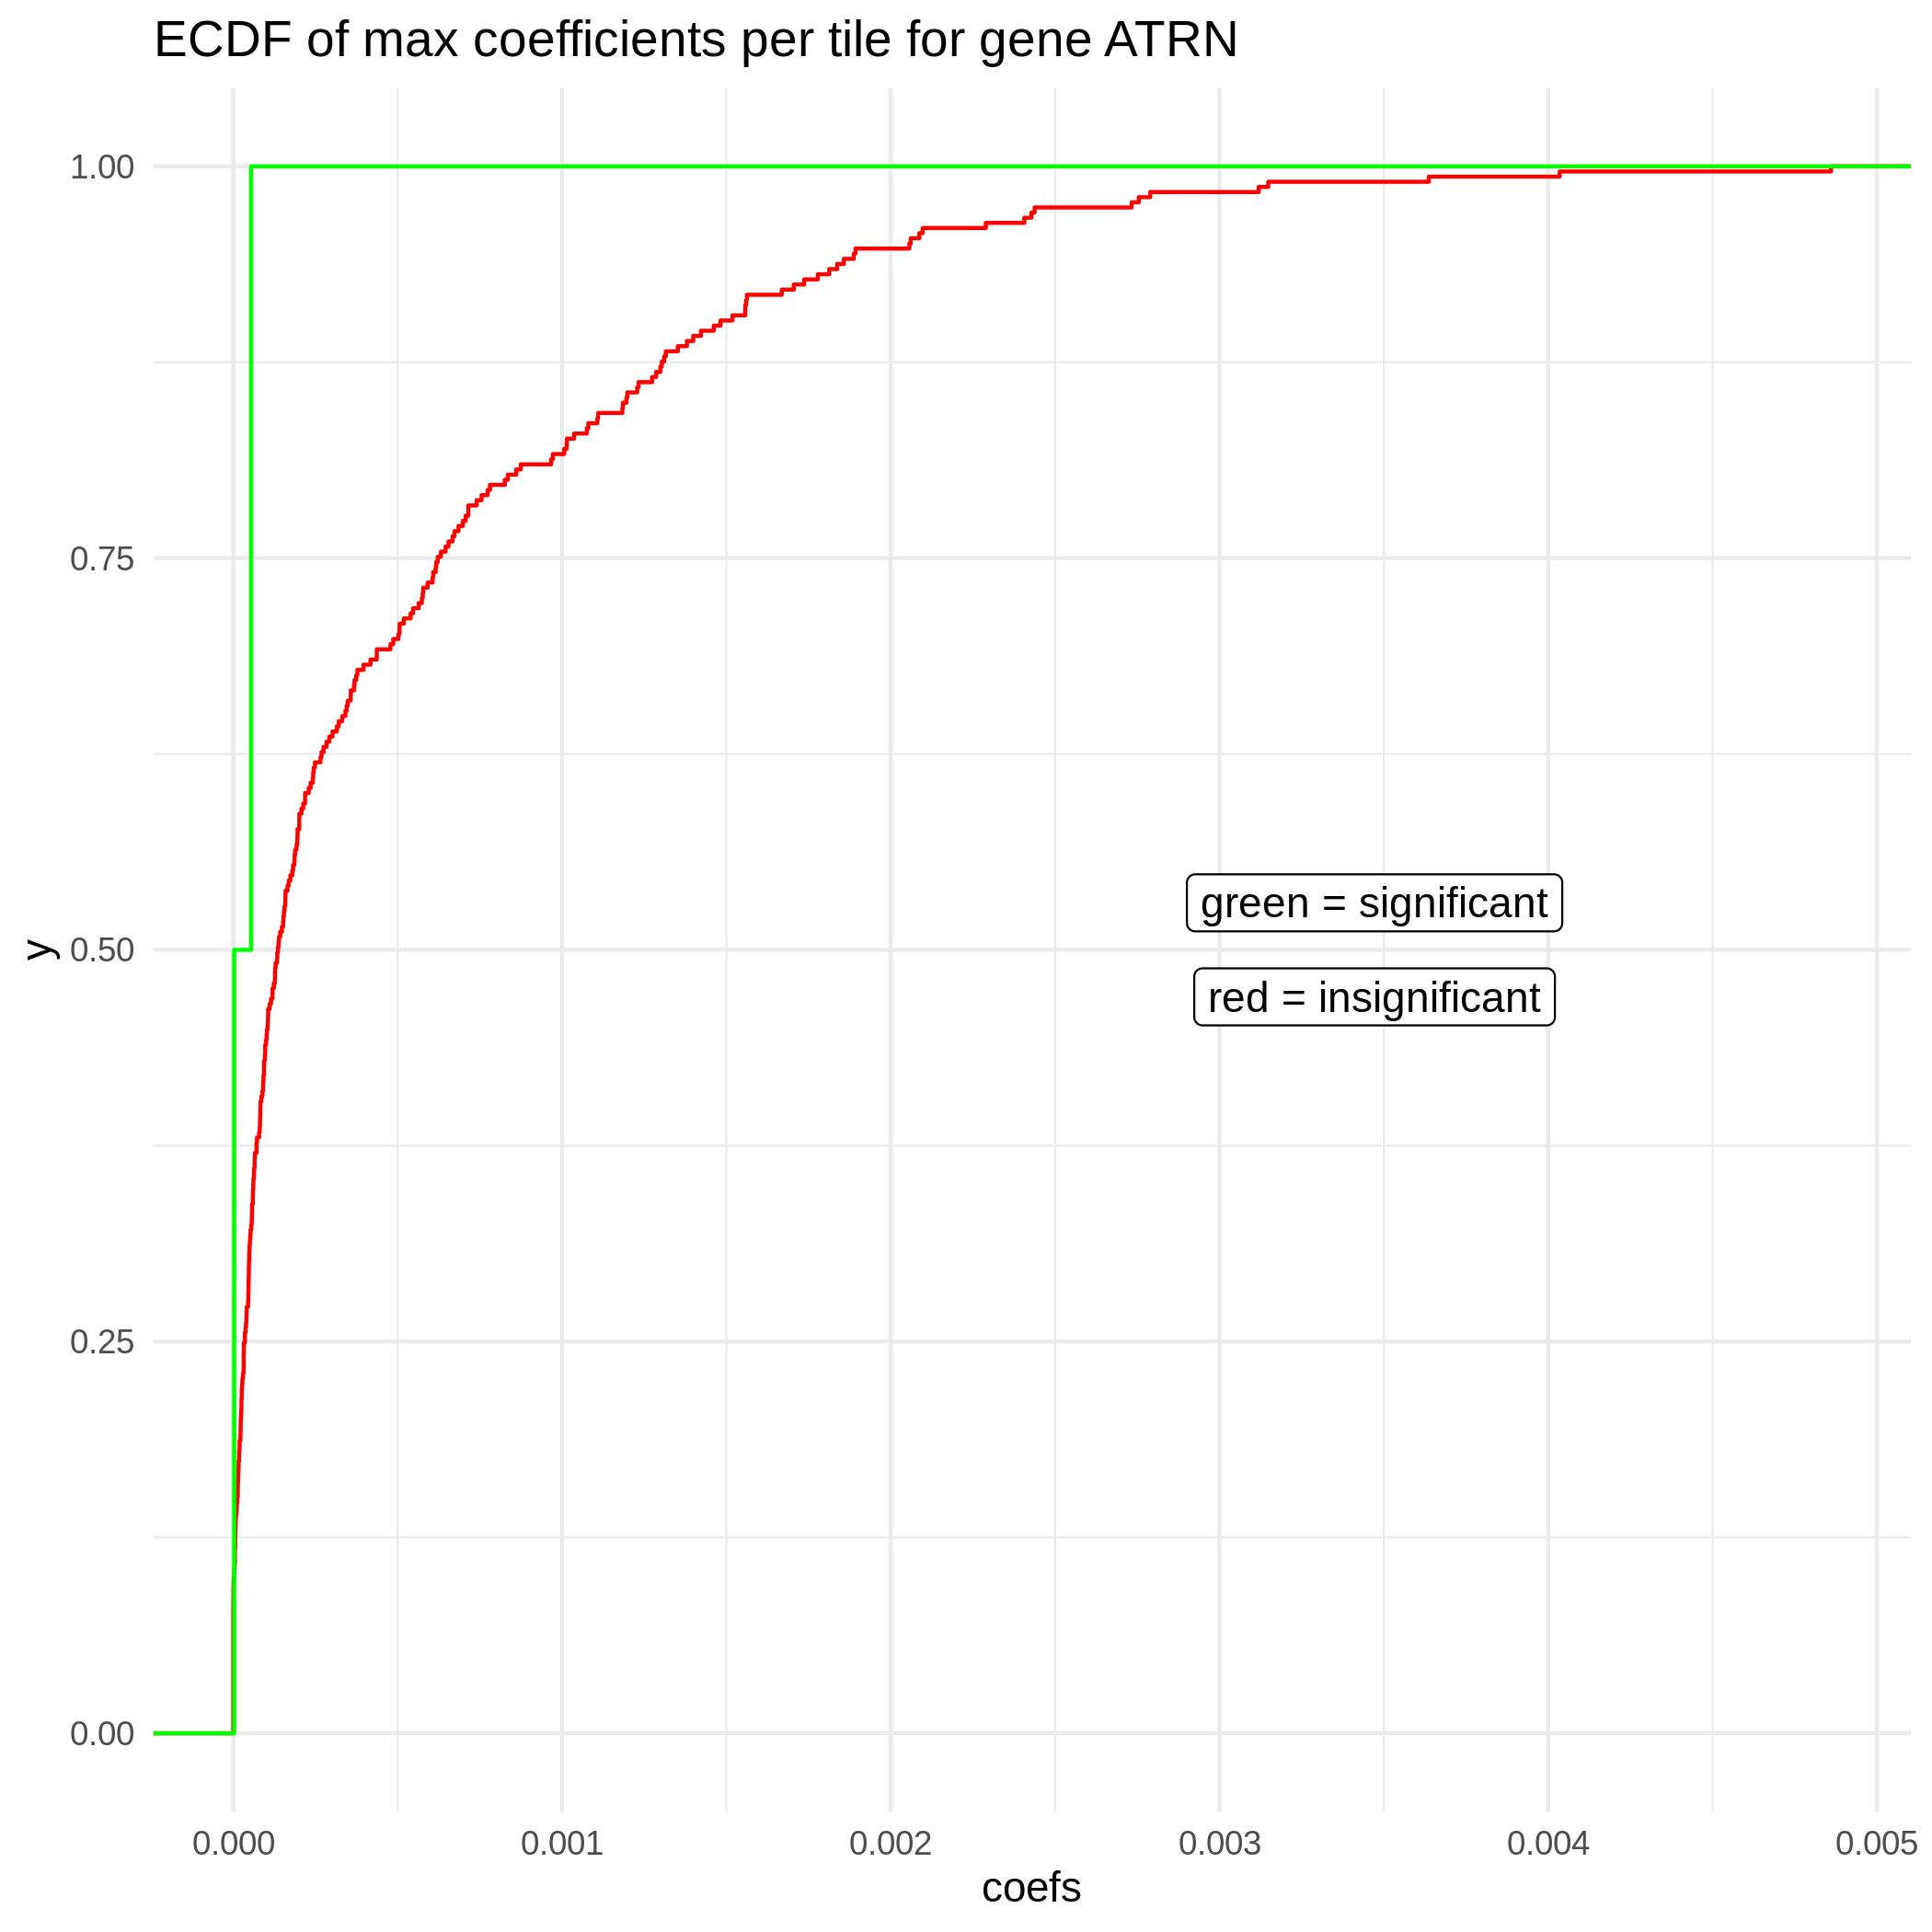 ECDF of max coefficients per tile for gene ATRN
1.00
0.75
0.50
0.25
0.00
y
green = significant
red = insignificant
0.000 0.001 0.002 0.003 0.004 0.005
coefs